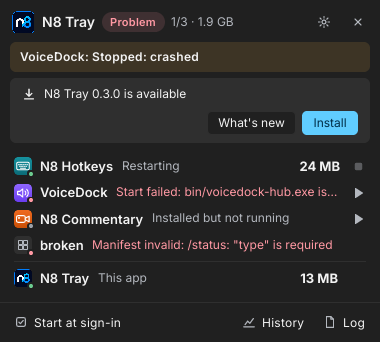 n8 N8 Tray Problem 1/3 · 1.9 GB
VoiceDock: Stopped: crashed
N8 Tray 0.3.0 is available
What's new Install
N8 Hotkeys Restarting 24 MB
VoiceDock Start failed: bin/voicedock-hub.exe is…
N8 Commentary Installed but not running
broken Manifest invalid: /status: "type" is required
n8 N8 Tray This app 13 MB
Start at sign-in History Log